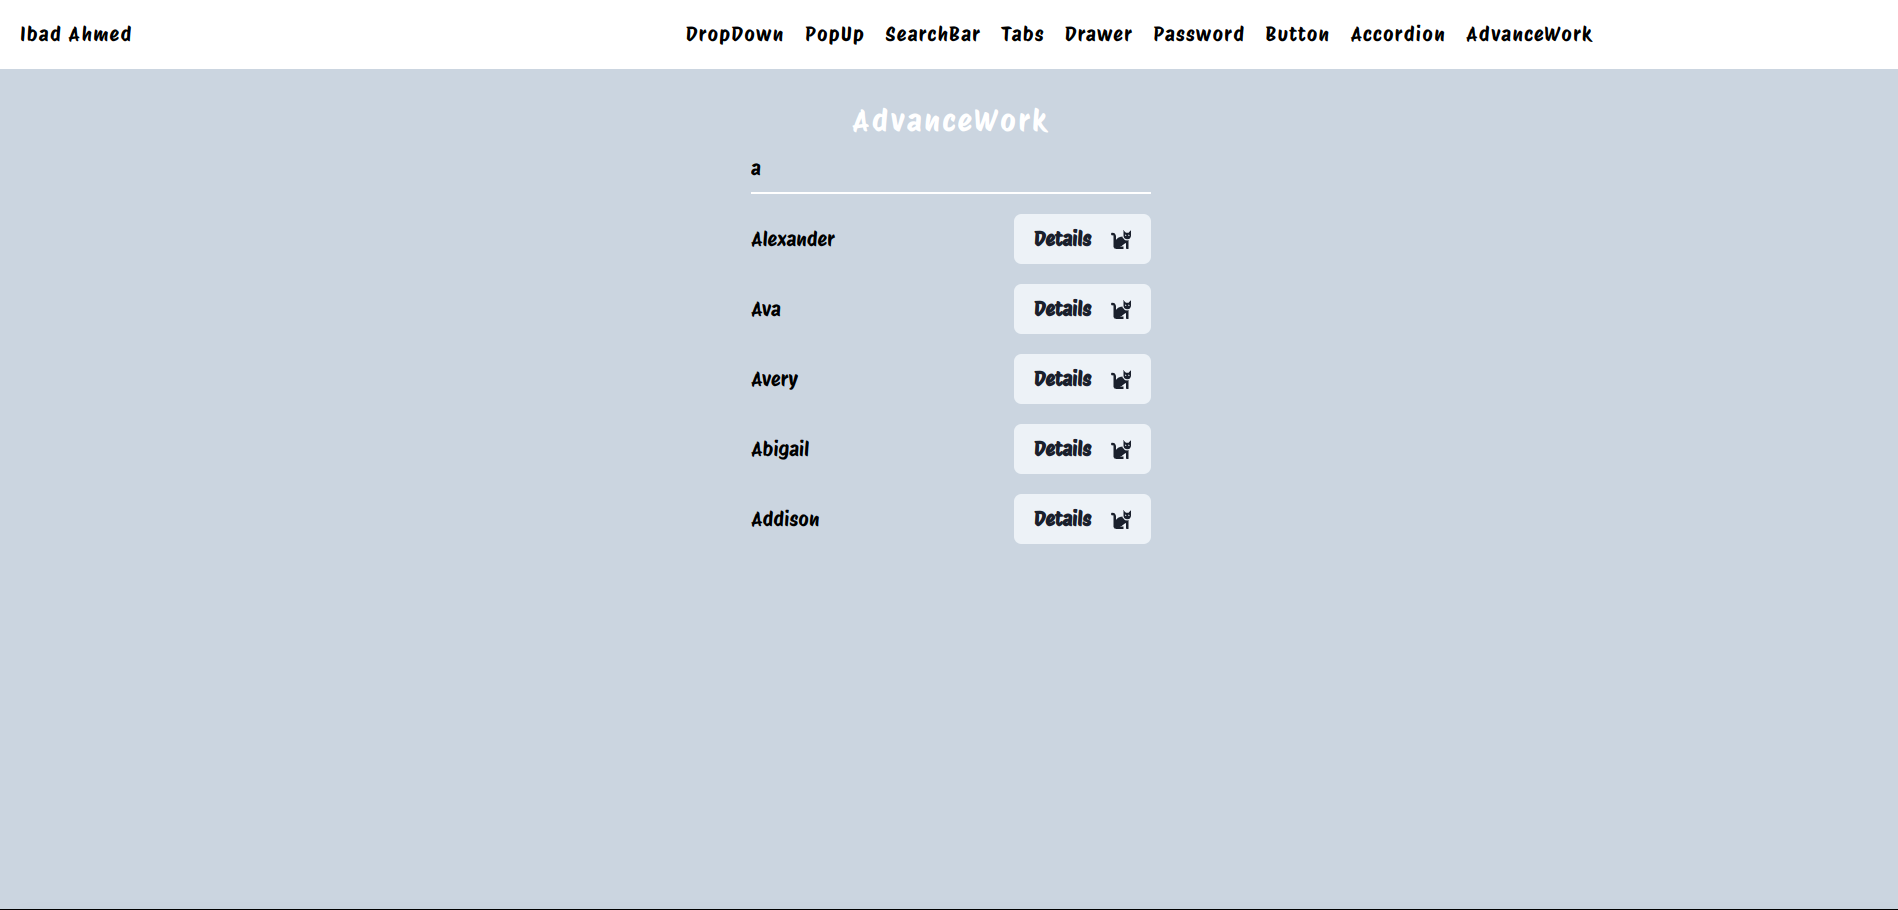 Ibad Ahmed DropDown PopUp SearchBar Tabs Drawer Password Button Accordion AdvanceWork
AdvanceWork
a
Alexander Details
Ava Details
Avery Details
Abigail Details
Addison Details